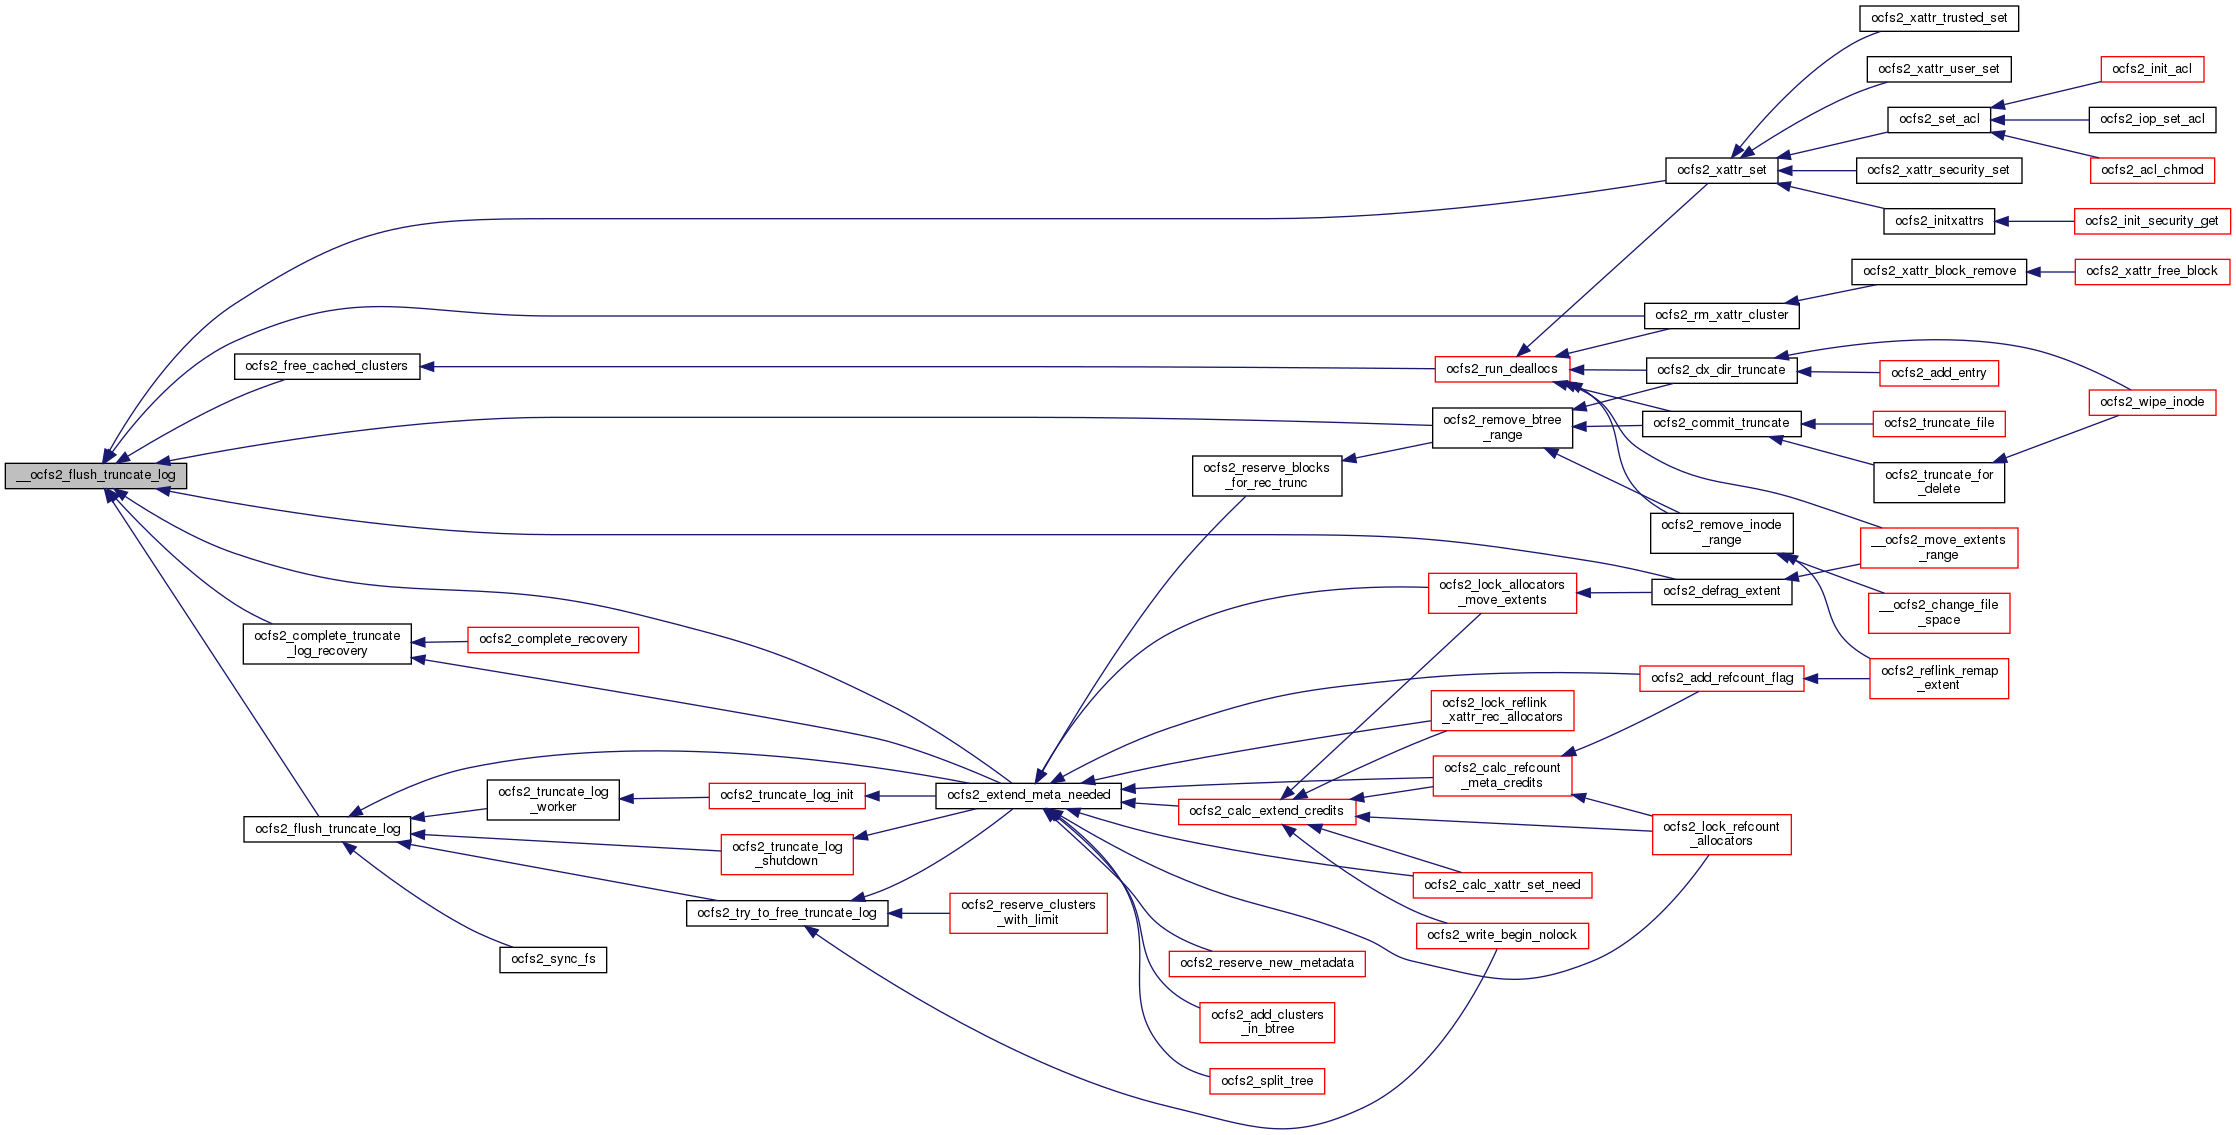 ocfs2_xattr_trusted_set
ocfs2_xattr_user_set
ocfs2_init_acl
ocfs2_set_acl
ocfs2_iop_set_acl
ocfs2_xattr_set
ocfs2_xattr_security_set
ocfs2_acl_chmod
ocfs2_initxattrs
ocfs2_init_security_get
ocfs2_xattr_block_remove
ocfs2_xattr_free_block
ocfs2_rm_xattr_cluster
ocfs2_free_cached_clusters
ocfs2_run_deallocs
ocfs2_dx_dir_truncate
ocfs2_add_entry
ocfs2_wipe_inode
ocfs2_remove_btree
_range
ocfs2_commit_truncate
ocfs2_truncate_file
__ocfs2_flush_truncate_log
ocfs2_reserve_blocks
_for_rec_trunc
ocfs2_truncate_for
_delete
ocfs2_remove_inode
_range
__ocfs2_move_extents
_range
ocfs2_lock_allocators
_move_extents
ocfs2_defrag_extent
__ocfs2_change_file
_space
ocfs2_complete_truncate
_log_recovery
ocfs2_complete_recovery
ocfs2_add_refcount_flag
ocfs2_reflink_remap
_extent
ocfs2_lock_reflink
_xattr_rec_allocators
ocfs2_calc_refcount
_meta_credits
ocfs2_truncate_log
_worker
ocfs2_truncate_log_init
ocfs2_extend_meta_needed
ocfs2_calc_extend_credits
ocfs2_flush_truncate_log
ocfs2_truncate_log
_shutdown
ocfs2_lock_refcount
_allocators
ocfs2_calc_xattr_set_need
ocfs2_try_to_free_truncate_log
ocfs2_reserve_clusters
_with_limit
ocfs2_write_begin_nolock
ocfs2_sync_fs
ocfs2_reserve_new_metadata
ocfs2_add_clusters
_in_btree
ocfs2_split_tree